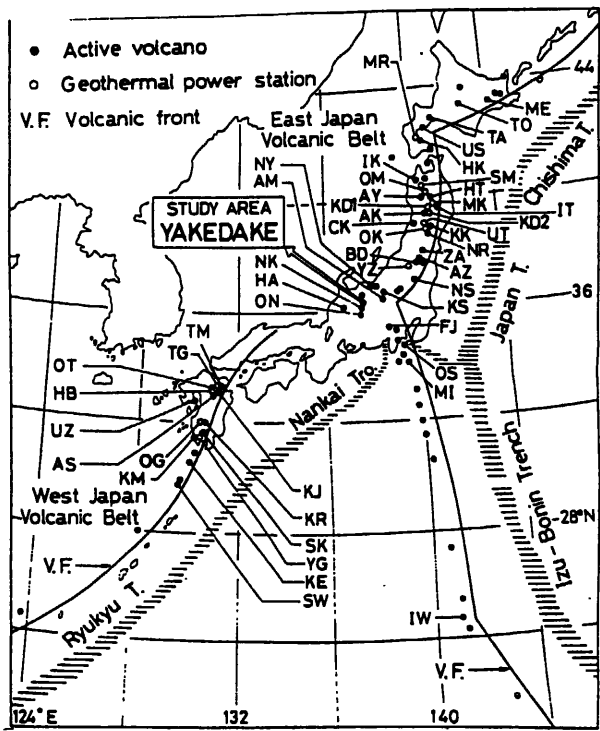 Active volcano
Geothermal power station
V.F. Volcanic front
MR
44
East Japan
Volcanic Belt
ME
TO
TA
US
HK
NY
AM
IK
OM
AY
KD1
AK
CK
OK
SM
HT
MK
IT
KD2
UT
KK
NR
Chishima T.
STUDY AREA
YAKEDAKE
BD
YZ
ZA
AZ
NS
NK
HA
ON
KS
36
FJ
Japan T.
TM
TG
OT
HB
UZ
AS
OG
KM
OS
MI
Nankai Tro.
KJ
KR
SK
YG
KE
SW
West Japan
Volcanic Belt
28°N
Izu-Bonin Trench
V.F.
Ryukyu T.
IW
V.F.
124°E
132
140